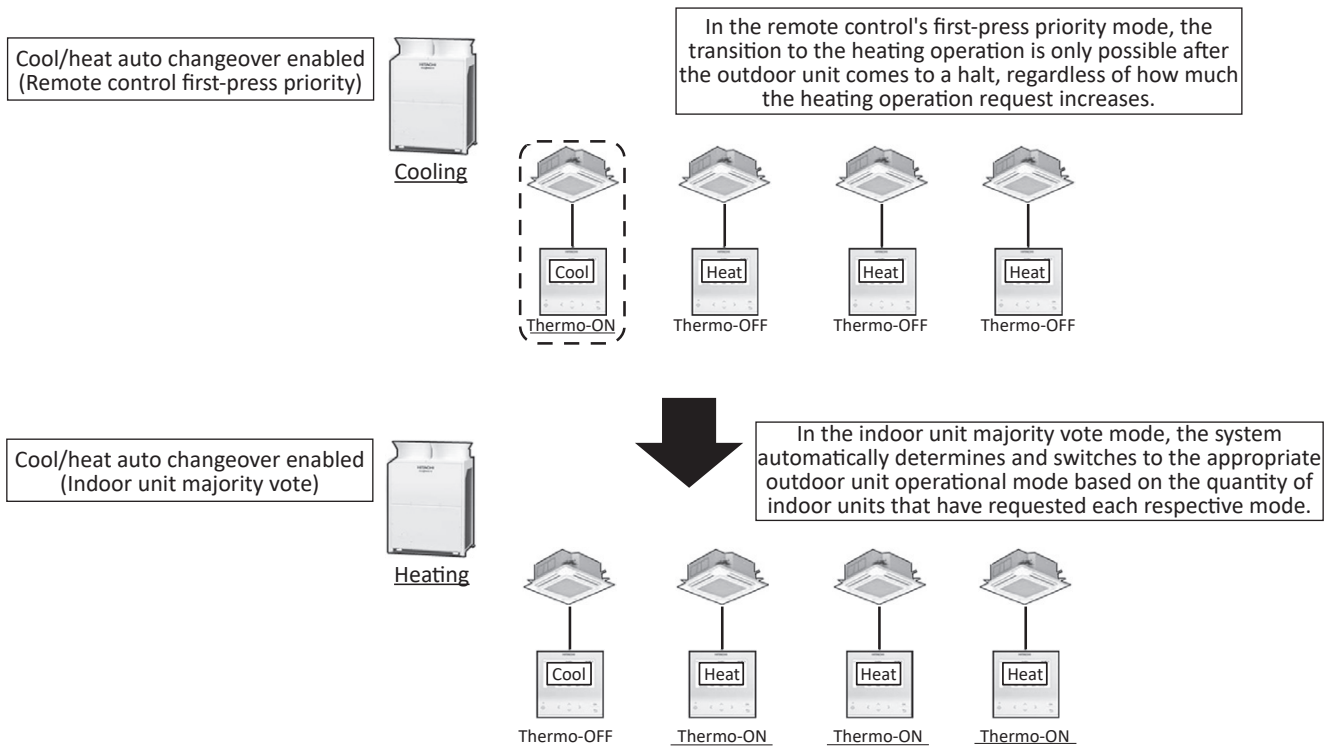 Cool/heat auto changeover enabled
(Remote control first-press priority)
In the remote control's first-press priority mode, the
transition to the heating operation is only possible after
the outdoor unit comes to a halt, regardless of how much
the heating operation request increases.
HITACHI
Cooling
Cool
Heat
Heat
Heat
Thermo-ON
Thermo-OFF
Thermo-OFF
Thermo-OFF
Cool/heat auto changeover enabled
(Indoor unit majority vote)
In the indoor unit majority vote mode, the system
automatically determines and switches to the appropriate
outdoor unit operational mode based on the quantity of
indoor units that have requested each respective mode.
HITACHI
Heating
Cool
Heat
Heat
Heat
Thermo-OFF
Thermo-ON
Thermo-ON
Thermo-ON